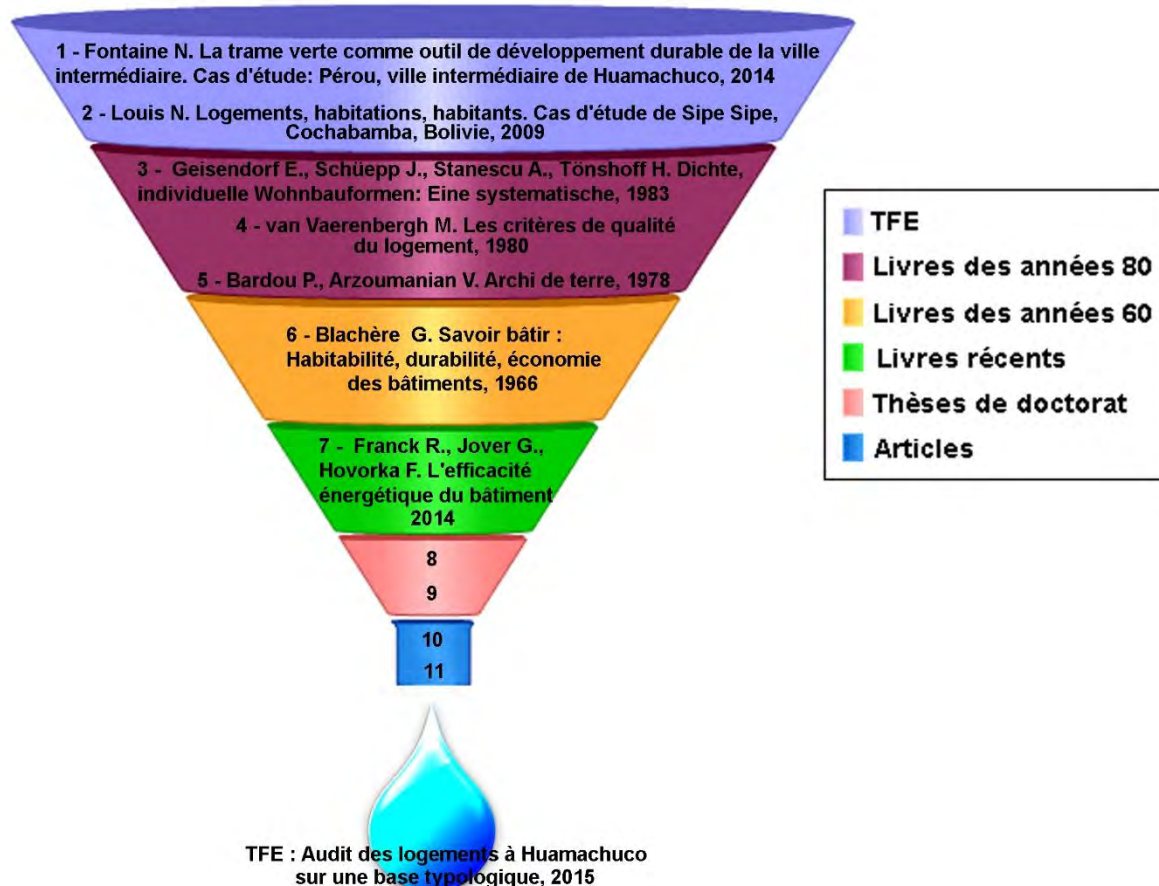 1 - Fontaine N. La trame verte comme outil de développement durable de la ville
intermédiaire. Cas d'étude: Pérou, ville intermédiaire de Huamachuco, 2014
2 - Louis N. Logements, habitations, habitants. Cas d'étude de Sipe Sipe,
Cochabamba, Bolivie, 2009
3 - Geisendorf E., Schüepp J., Stanescu A., Tönshoff H. Dichte,
individuelle Wohnbauformen: Eine systematische, 1983
4 - van Vaerenbergh M. Les critères de qualité
du logement, 1980
5 - Bardou P., Arzoumanian V. Archi de terre, 1978
6 - Blachère G. Savoir bâtir :
Habitabilité, durabilité, économie
des bâtiments, 1966
7 - Franck R., Jover G.,
Hovorka F. L'efficacité
énergétique du bâtiment
2014
8
9
10
11
TFE : Audit des logements à Huamachuco
sur une base typologique, 2015
TFE
Livres des années 80
Livres des années 60
Livres récents
Thèses de doctorat
Articles